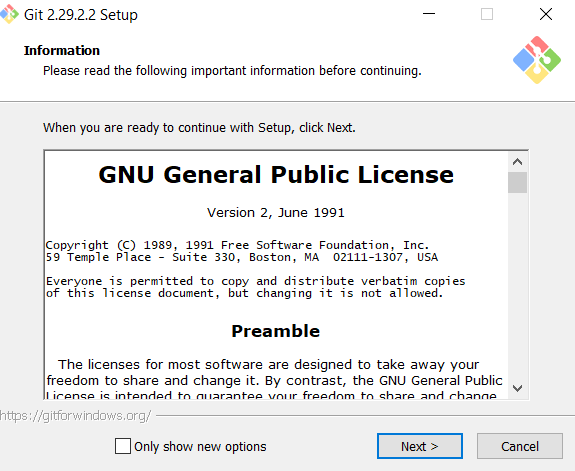 Git 2.29.2.2 Setup
Information
Please read the following important information before continuing.
When you are ready to continue with Setup, click Next.
GNU General Public License
Version 2, June 1991
Copyright (C) 1989, 1991 Free Software Foundation, Inc.
59 Temple Place - Suite 330, Boston, MA  02111-1307, USA
Everyone is permitted to copy and distribute verbatim copies
of this license document, but changing it is not allowed.
Preamble
The licenses for most software are designed to take away your
freedom to share and change it. By contrast, the GNU General Public
License is intended to guarantee your freedom to share and change
https://gitforwindows.org/
Only show new options
Next >
Cancel